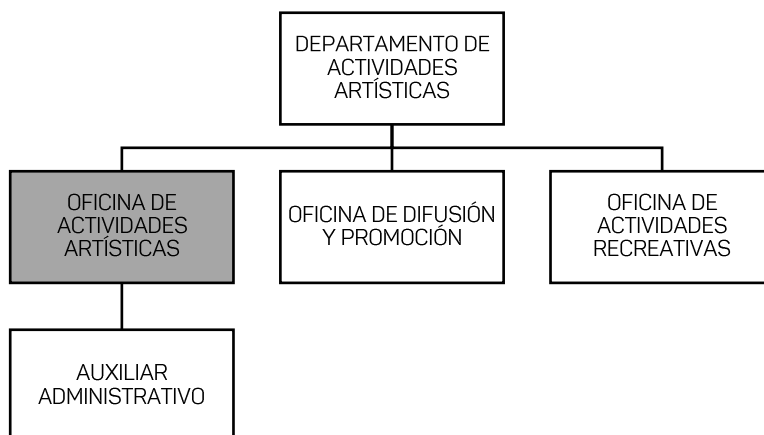 DEPARTAMENTO DE
ACTIVIDADES
ARTÍSTICAS
OFICINA DE
ACTIVIDADES
ARTÍSTICAS
OFICINA DE DIFUSIÓN
Y PROMOCIÓN
OFICINA DE
ACTIVIDADES
RECREATIVAS
AUXILIAR
ADMINISTRATIVO